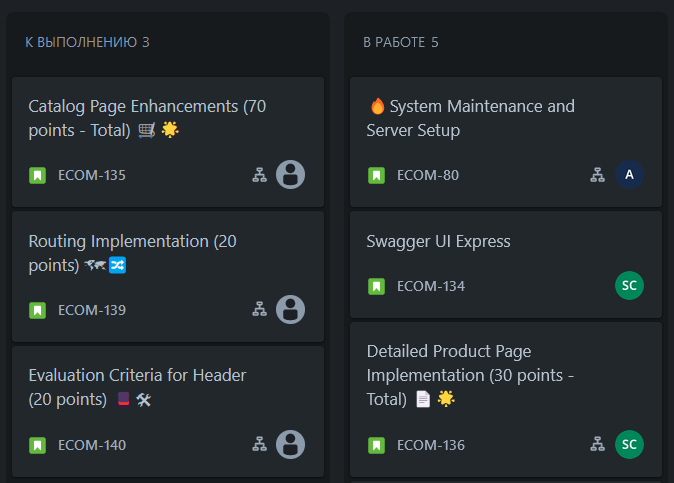 К ВЫПОЛНЕНИЮ 3
Catalog Page Enhancements (70
points - Total) 🛒 🌟
ECOM-135
Routing Implementation (20
points) 🗺🔀
ECOM-139
Evaluation Criteria for Header
(20 points) 📕🛠
ECOM-140
В РАБОТЕ 5
🔥 System Maintenance and
Server Setup
ECOM-80
A
Swagger UI Express
ECOM-134
SC
Detailed Product Page
Implementation (30 points -
Total) 📄 🌟
ECOM-136
SC